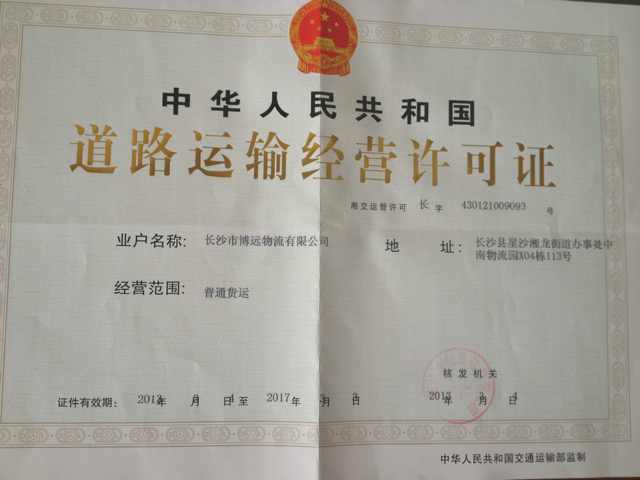 中华人民共和国
道路运输经营许可证
湘交运管许可 长 字 430121009093 号
业户名称: 长沙市博远物流有限公司
地 址: 长沙县星沙湘龙街道办事处中
南物流园X04栋113号
经营范围: 普通货运
核发机关
证件有效期: 年 月 日至 2017年 月 日
年 月 日
中华人民共和国交通运输部监制